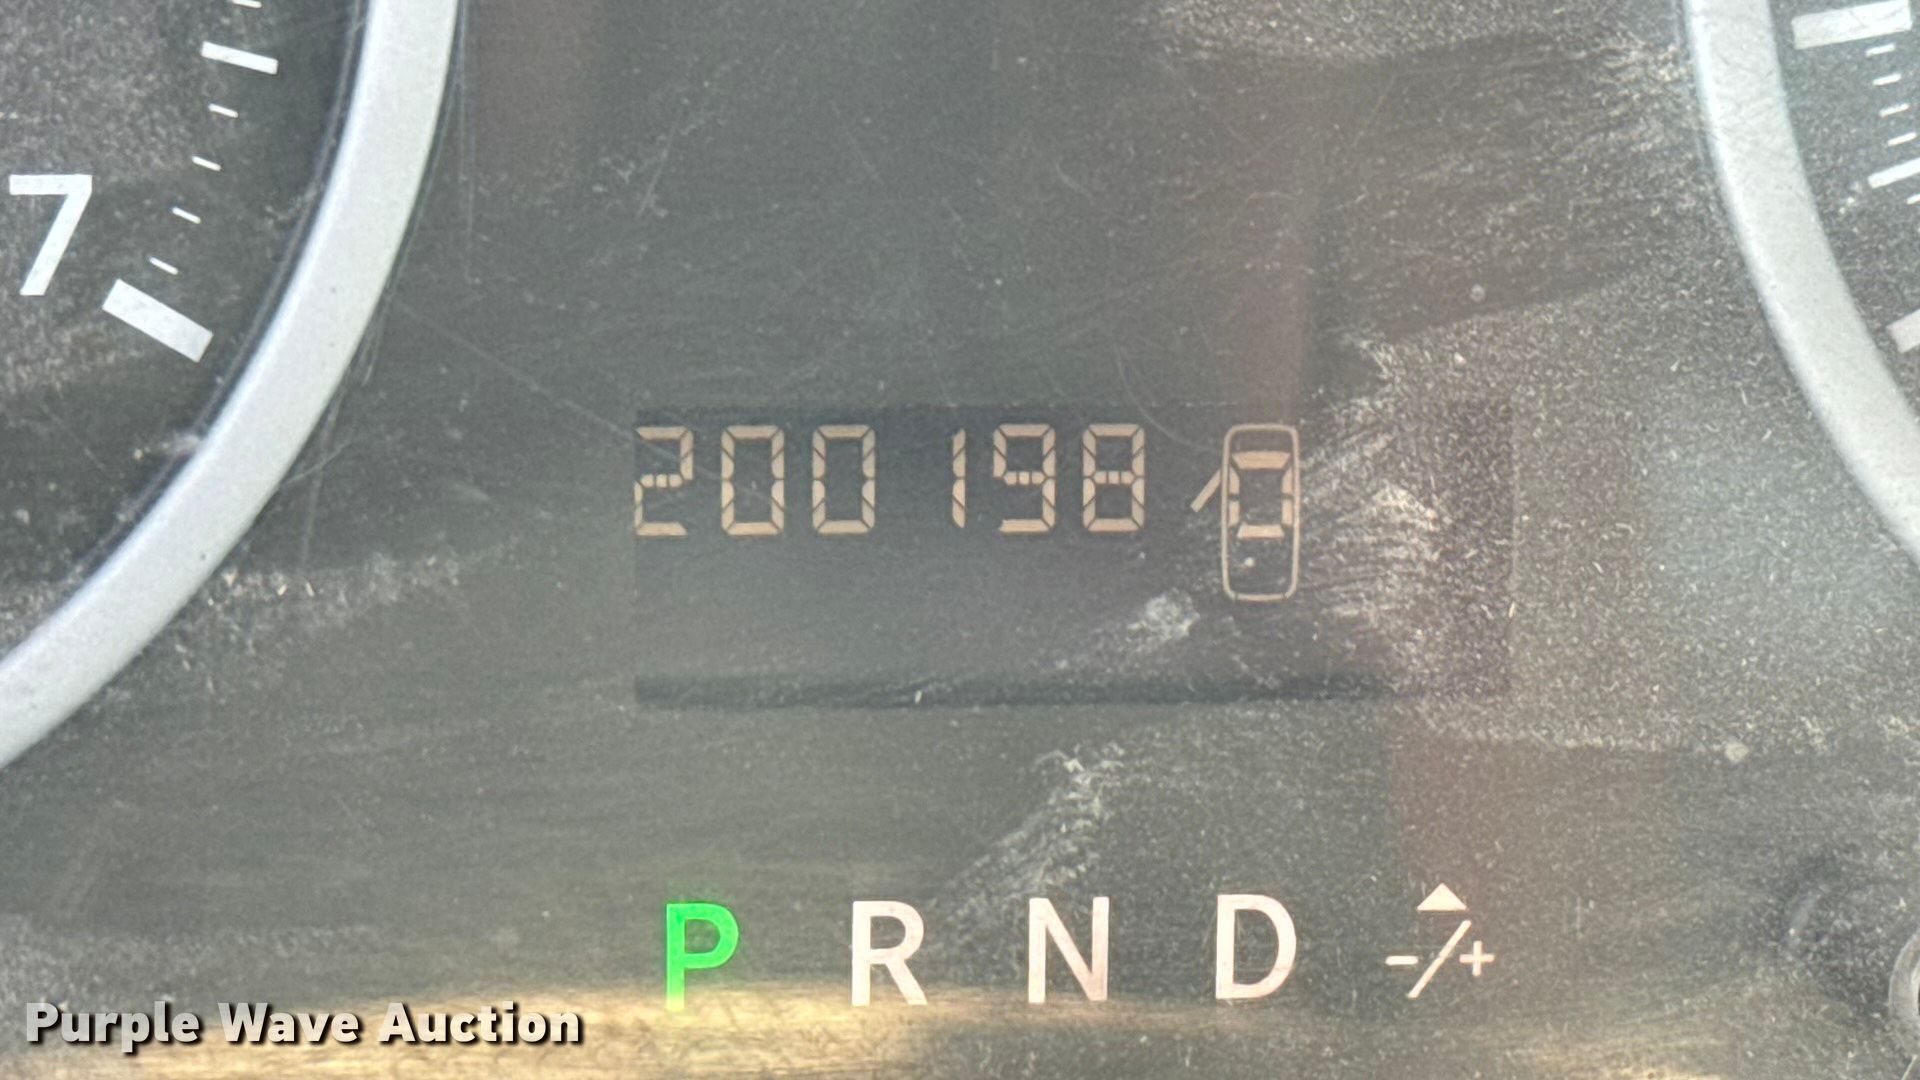 7
200198
P R N D -/+
Purple Wave Auction